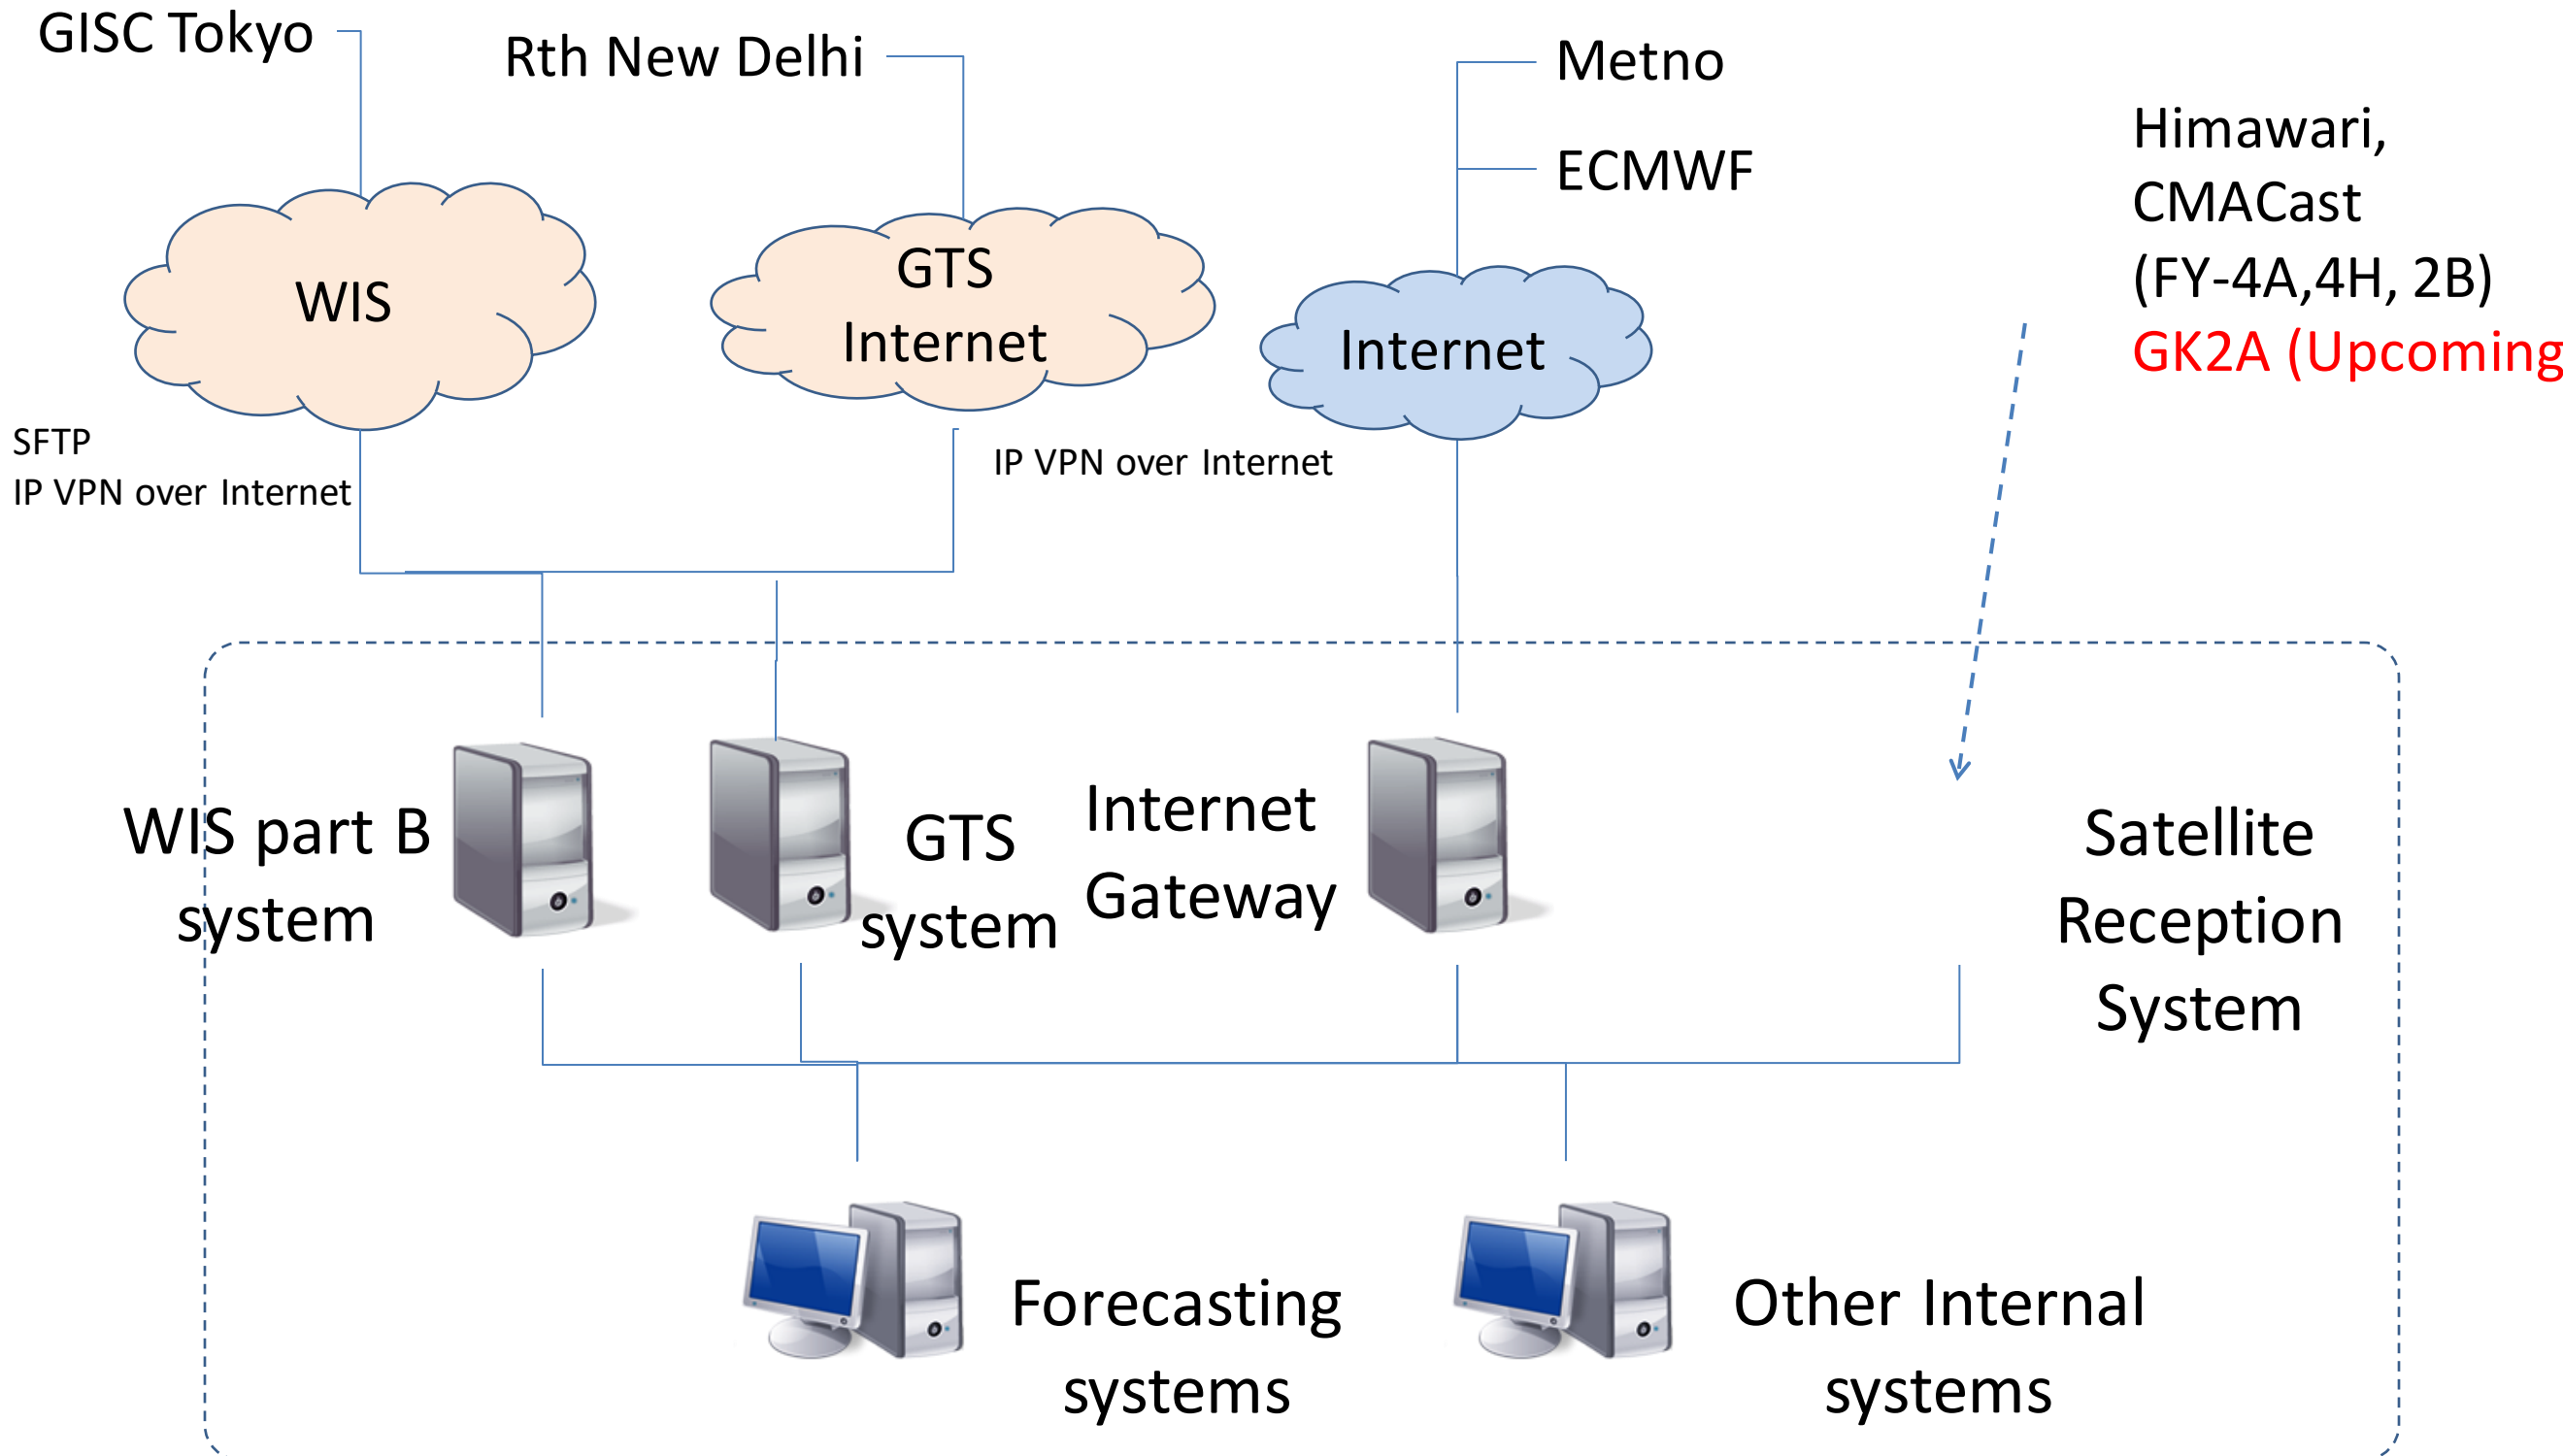 GISC Tokyo
Rth New Delhi
Metno
ECMWF
Himawari,
CMACast
(FY-4A,4H, 2B)
GK2A (Upcoming
WIS
GTS
Internet
Internet
SFTP
IP VPN over Internet
IP VPN over Internet
WIS part B
system
GTS
system
Internet
Gateway
Satellite
Reception
System
Forecasting
systems
Other Internal
systems